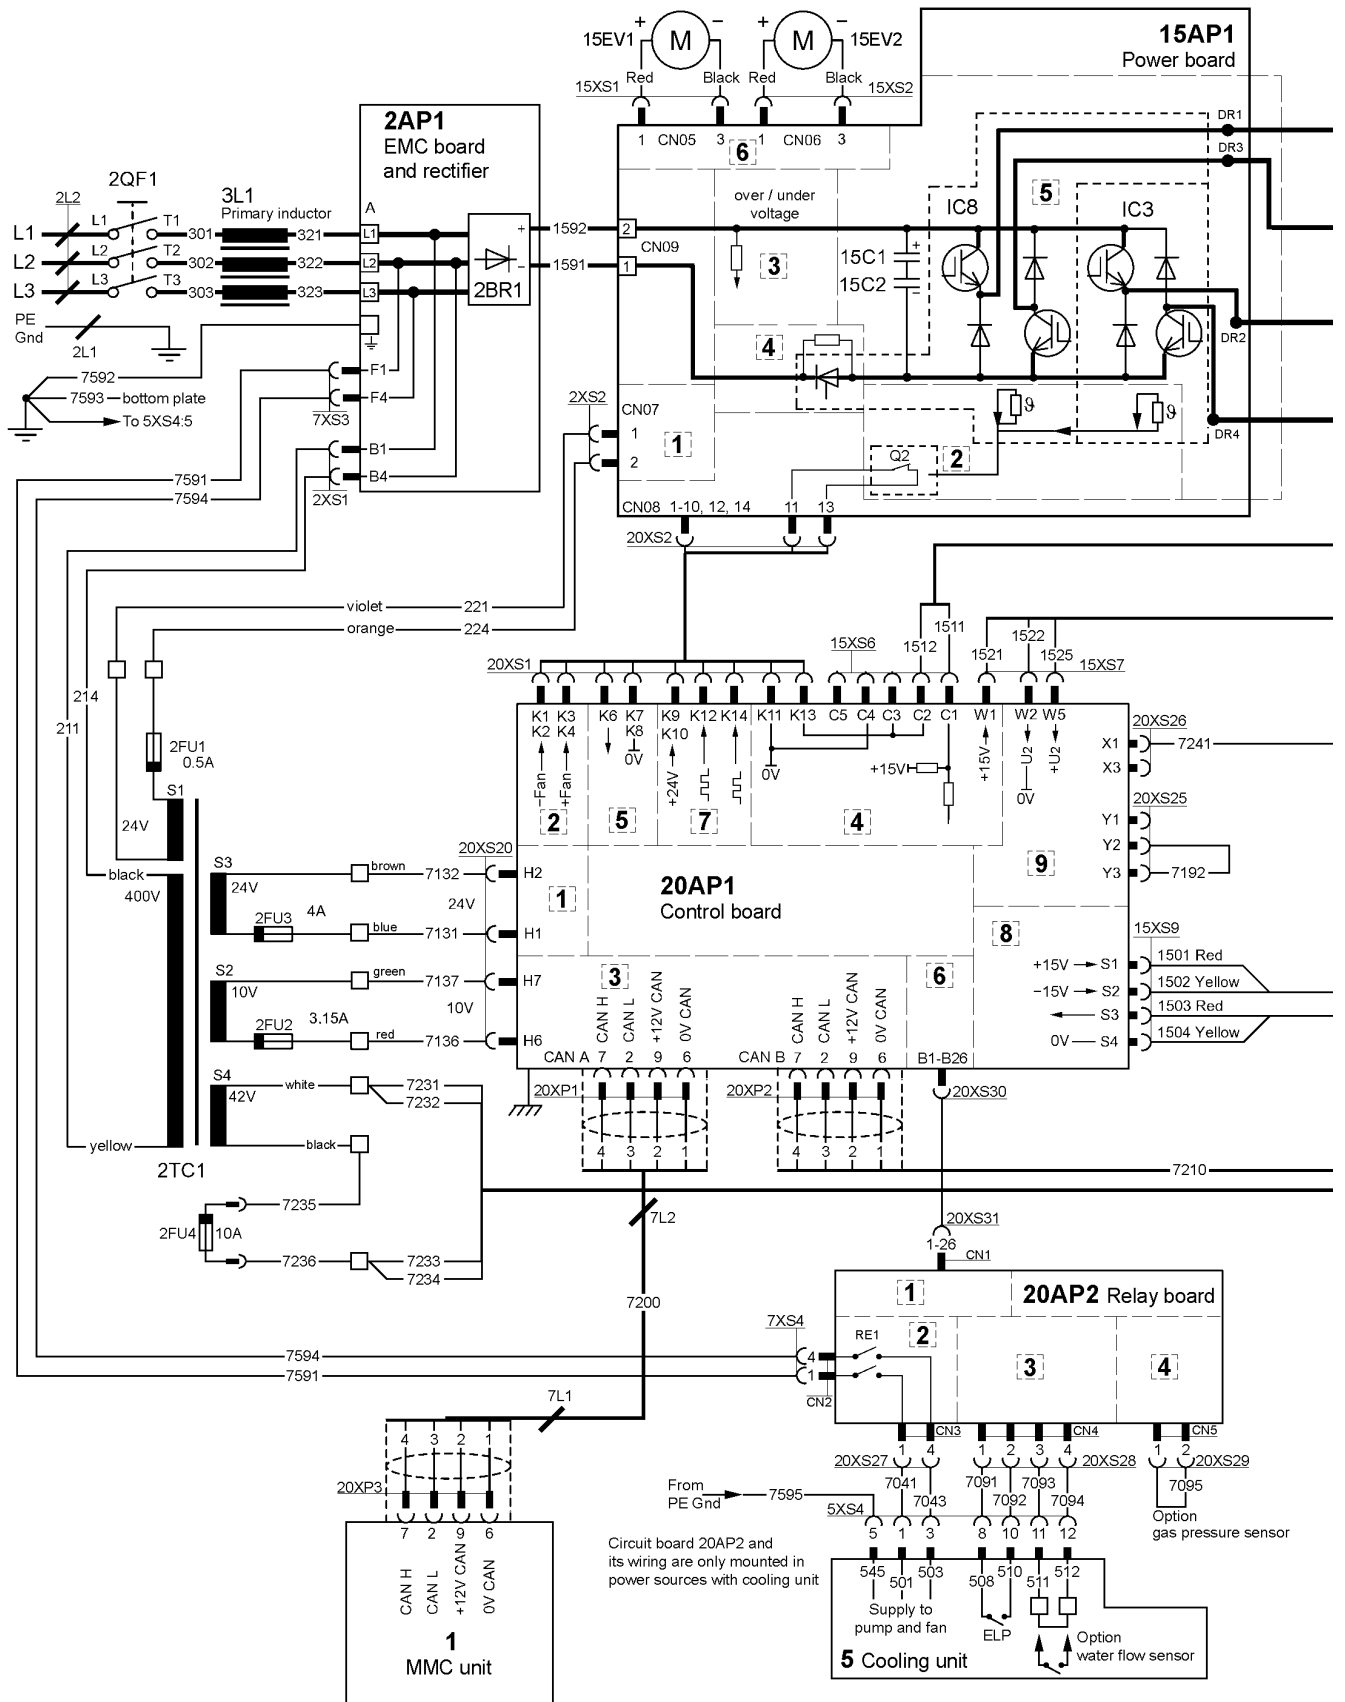 15EV1
+
M
−
+
M
−
15EV2
15AP1
Power board
Red
Black
Red
Black
15XS1
15XS2
1
CN05
3
1
CN06
3
6
DR1
DR3
2AP1
EMC board
and rectifier
2QF1
3L1
Primary inductor
2L2
A
L1
L1
T1
301
321
L1
L2
L2
T2
302
322
L2
L3
L3
T3
303
323
L3
+
−
2BR1
1592
1591
2
CN09
1
over / under
voltage
3
15C1
15C2
+
−
IC8
5
IC3
4
DR2
DR4
PE
Gnd
2L1
7592
7593
bottom plate
To 5XS4:5
F1
F4
7XS3
B1
B4
2XS1
7591
7594
2XS2
CN07
1
2
1
ϑ
ϑ
Q2
2
CN08
1-10, 12, 14
11
13
20XS2
violet
221
orange
224
214
211
20XS1
15XS6
1512
1511
1521
1522
1525
15XS7
K1
K2
K3
K4
K6
K7
K8
K9
K10
K12
K14
K11
K13
C5
C4
C3
C2
C1
W1
W2
W5
−Fan
+Fan
0V
+24V
0V
+15V
+15V
−U2
0V
+U2
2
5
7
4
9
20XS26
X1
7241
X3
20XS25
Y1
Y2
Y3
7192
2FU1
0.5A
S1
24V
black
400V
S3
24V
brown
7132
20XS20
H2
24V
2FU3
4A
blue
7131
H1
1
20AP1
Control board
8
15XS9
S2
10V
green
7137
H7
10V
2FU2
3.15A
red
7136
H6
3
6
+15V
S1
1501 Red
−15V
S2
1502 Yellow
S3
1503 Red
0V
S4
1504 Yellow
CAN H
CAN L
+12V CAN
0V CAN
CAN H
CAN L
+12V CAN
0V CAN
CAN A
7
2
9
6
CAN B
7
2
9
6
B1-B26
S4
42V
white
7231
7232
20XP1
20XP2
20XS30
yellow
2TC1
black
4
3
2
1
4
3
2
1
7210
7235
2FU4
10A
7236
7233
7234
7L2
20XS31
1-26
CN1
7200
1
20AP2 Relay board
7XS4
RE1
2
3
4
7594
4
7591
1
CN2
7L1
CN3
CN4
CN5
4
3
2
1
1
4
1
2
3
4
1
2
20XS27
20XS28
20XS29
20XP3
7041
7043
7091
7092
7093
7094
7095
From
PE Gnd
7595
5XS4
Option
gas pressure sensor
5
1
3
8
10
11
12
7
2
9
6
Circuit board 20AP2 and
its wiring are only mounted in
power sources with cooling unit
545
501
503
508
510
511
512
CAN H
CAN L
+12V CAN
0V CAN
Supply to
pump and fan
ELP
Option
water flow sensor
1
MMC unit
5 Cooling unit